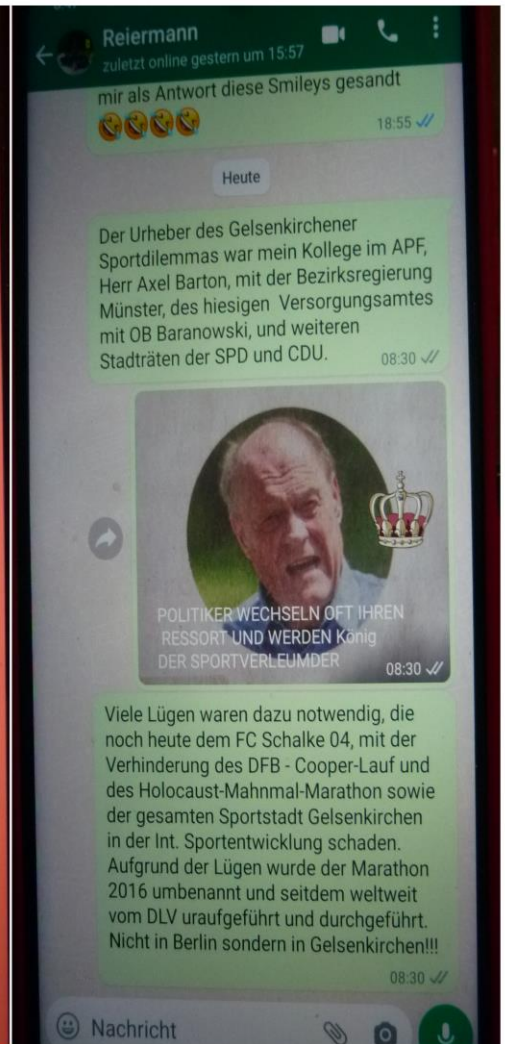 Reiermann
zuletzt online gestern um 15:57
mir als Antwort diese Smileys gesandt
🤣🤣🤣🤣
18:55
Heute
Der Urheber des Gelsenkirchener
Sportdilemmas war mein Kollege im APF,
Herr Axel Barton, mit der Bezirksregierung
Münster, des hiesigen Versorgungsamtes
mit OB Baranowski, und weiteren
Stadträten der SPD und CDU.
08:30
POLITIKER WECHSELN OFT IHREN
RESSORT UND WERDEN König
DER SPORTVERLEUMDER
08:30
Viele Lügen waren dazu notwendig, die
noch heute dem FC Schalke 04, mit der
Verhinderung des DFB - Cooper-Lauf und
des Holocaust-Mahnmal-Marathon sowie
der gesamten Sportstadt Gelsenkirchen
in der Int. Sportentwicklung schaden.
Aufgrund der Lügen wurde der Marathon
2016 umbenannt und seitdem weltweit
vom DLV uraufgeführt und durchgeführt.
Nicht in Berlin sondern in Gelsenkirchen!!!
08:30
Nachricht